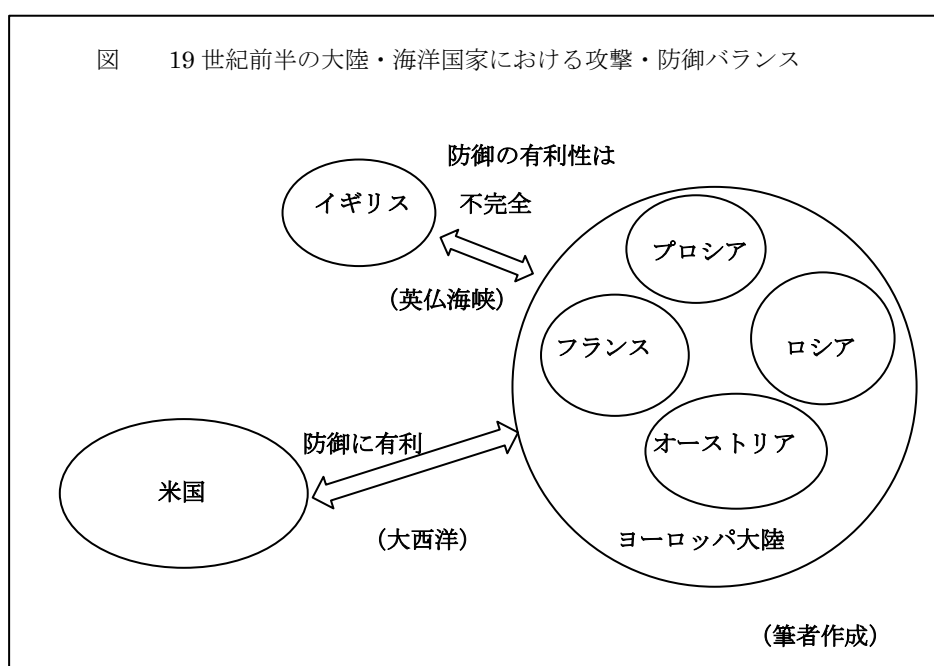 図 19 世紀前半の大陸・海洋国家における攻撃・防御バランス
防御の有利性は
不完全
イギリス
(英仏海峡)
プロシア
フランス
ロシア
オーストリア
ヨーロッパ大陸
防御に有利
米国
(大西洋)
(筆者作成)